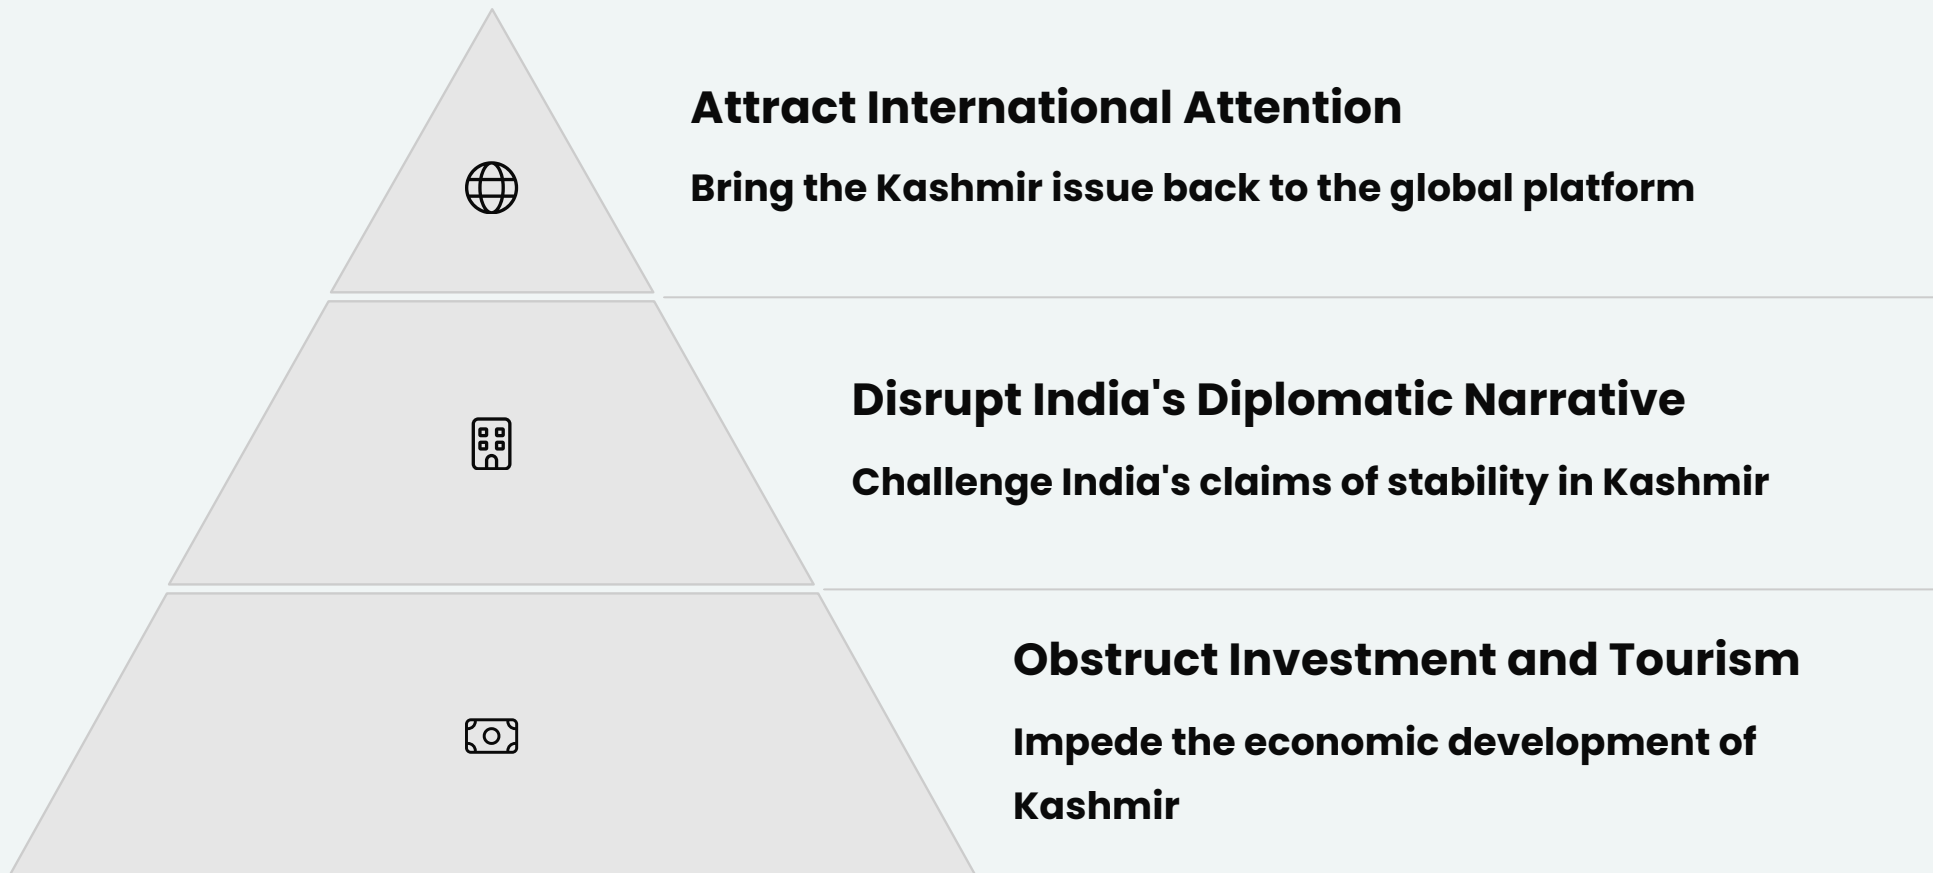 Attract International Attention
Bring the Kashmir issue back to the global platform
Disrupt India's Diplomatic Narrative
Challenge India's claims of stability in Kashmir
Obstruct Investment and Tourism
Impede the economic development of
Kashmir